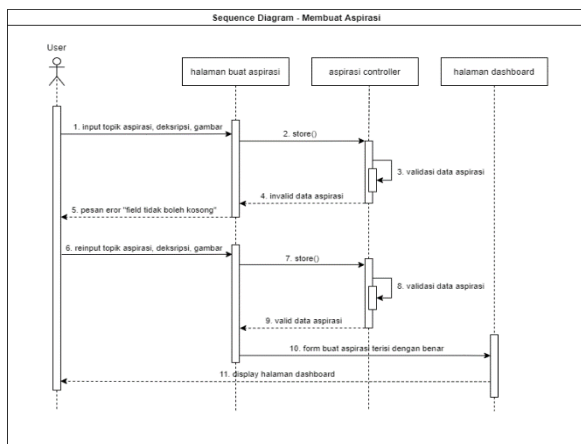 Sequence Diagram - Membuat Aspirasi
User
halaman buat aspirasi
aspirasi controller
halaman dashboard
1. input topik aspirasi, deksripsi, gambar
2. store()
3. validasi data aspirasi
4. invalid data aspirasi
5. pesan eror "field tidak boleh kosong"
6. reinput topik aspirasi, deksripsi, gambar
7. store()
8. validasi data aspirasi
9. valid data aspirasi
10. form buat aspirasi terisi dengan benar
11. display halaman dashboard